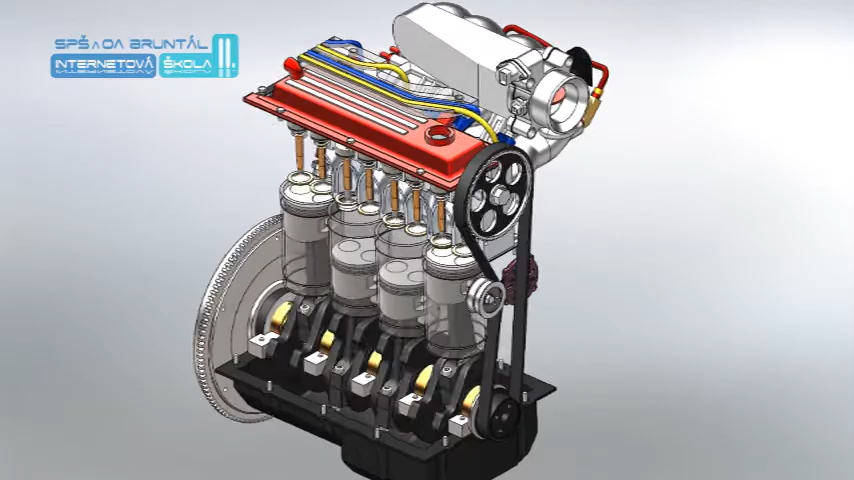 SPŠ A OA BRUNTÁL
INTERNETOVÁ ŠKOLA